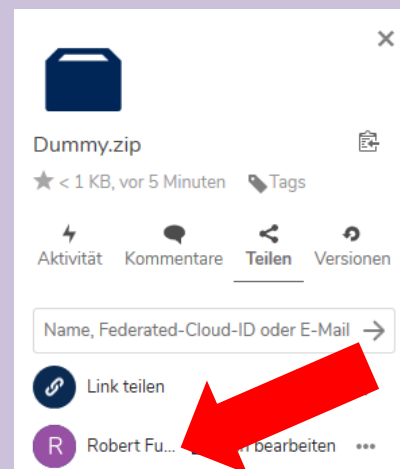 Dummy.zip
★ < 1 KB, vor 5 Minuten Tags
Aktivität Kommentare Teilen Versionen
Name, Federated-Cloud-ID oder E-Mail →
Link teilen
R Robert Fu... bearbeiten •••